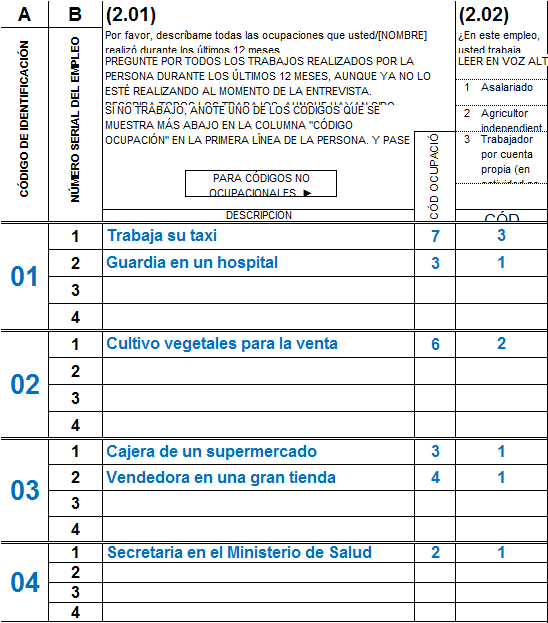 A B (2.01) (2.02)
CÓDIGO DE IDENTIFICACIÓN
NÚMERO SERIAL DEL EMPLEO
Por favor, descríbame todas las ocupaciones que usted/[NOMBRE]
realizó durante los últimos 12 meses
PREGUNTE POR TODOS LOS TRABAJOS REALIZADOS POR LA
PERSONA DURANTE LOS ÚLTIMOS 12 MESES, AUNQUE YA NO LO
ESTÉ REALIZANDO AL MOMENTO DE LA ENTREVISTA.
SI NO TRABAJO, ANOTE UNO DE LOS CODIGOS QUE SE
MUESTRA MÁS ABAJO EN LA COLUMNA "CÓDIGO
OCUPACIÓN" EN LA PRIMERA LÍNEA DE LA PERSONA. Y PASE
PARA CÓDIGOS NO
OCUPACIONALES ►
DESCRIPCION
CÓD OCUPACIÓ
¿En este empleo,
usted trabaja
LEER EN VOZ ALT
1 Asalariado
2 Agricultor
independient
3 Trabajador
por cuenta
propia (en
CÓD
01
1 Trabaja su taxi 7 3
2 Guardia en un hospital 3 1
3
4
02
1 Cultivo vegetales para la venta 6 2
2
3
4
03
1 Cajera de un supermercado 3 1
2 Vendedora en una gran tienda 4 1
3
4
04
1 Secretaria en el Ministerio de Salud 2 1
2
3
4